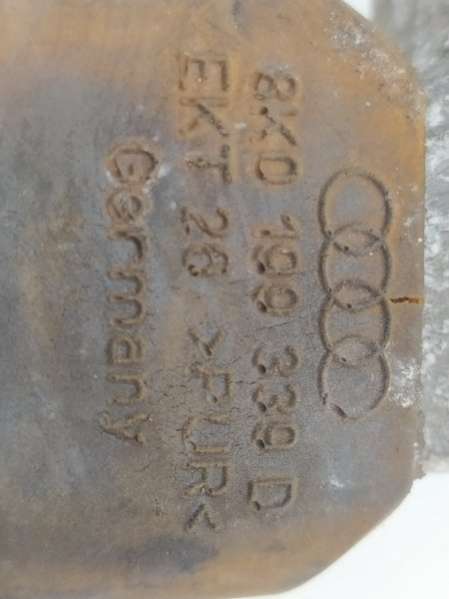 8K0 199 339 D
EKT 26 >PUR<
Germany